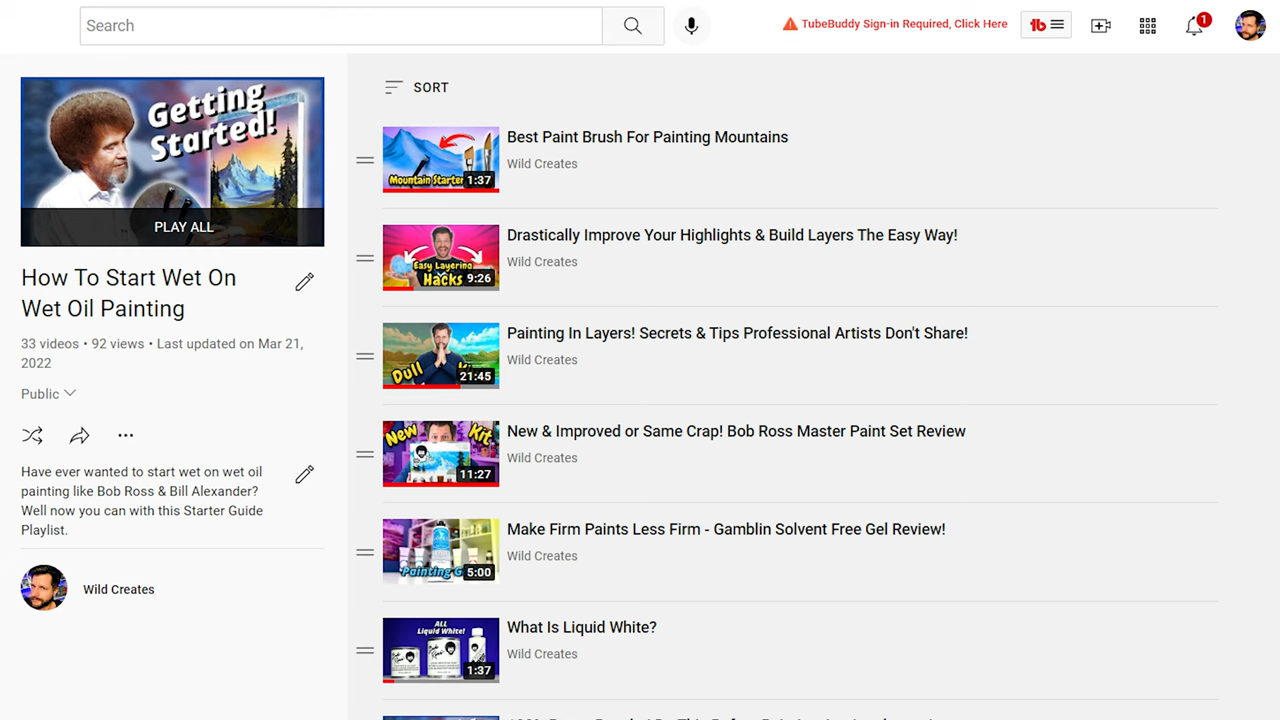 Search
TubeBuddy Sign-in Required, Click Here
tb
1
Getting
Started!
PLAY ALL
How To Start Wet On
Wet Oil Painting
33 videos • 92 views • Last updated on Mar 21,
2022
Public
Have ever wanted to start wet on wet oil
painting like Bob Ross & Bill Alexander?
Well now you can with this Starter Guide
Playlist.
Wild Creates
SORT
Mountain Starter
1:37
Best Paint Brush For Painting Mountains
Wild Creates
Easy Layering
Hacks
9:26
Drastically Improve Your Highlights & Build Layers The Easy Way!
Wild Creates
Dull
21:45
Painting In Layers! Secrets & Tips Professional Artists Don't Share!
Wild Creates
New Kit
11:27
New & Improved or Same Crap! Bob Ross Master Paint Set Review
Wild Creates
Painting
5:00
Make Firm Paints Less Firm - Gamblin Solvent Free Gel Review!
Wild Creates
ALL
Liquid White!
1:37
What Is Liquid White?
Wild Creates